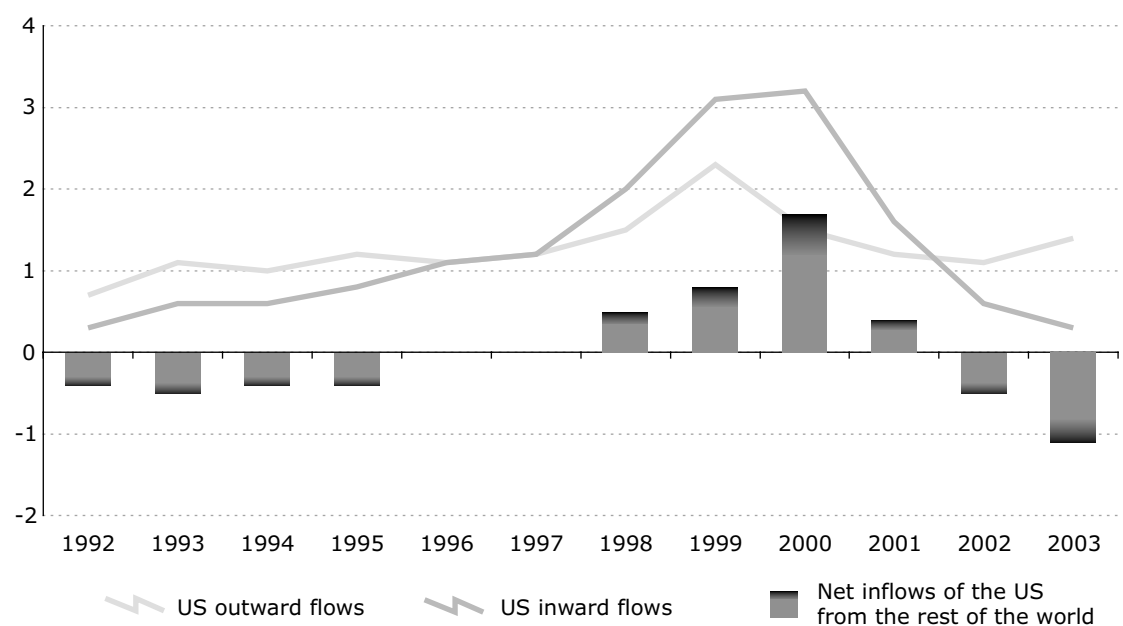 4
3
2
1
0
-1
-2
1992 1993 1994 1995 1996 1997 1998 1999 2000 2001 2002 2003
US outward flows
US inward flows
Net inflows of the US
from the rest of the world